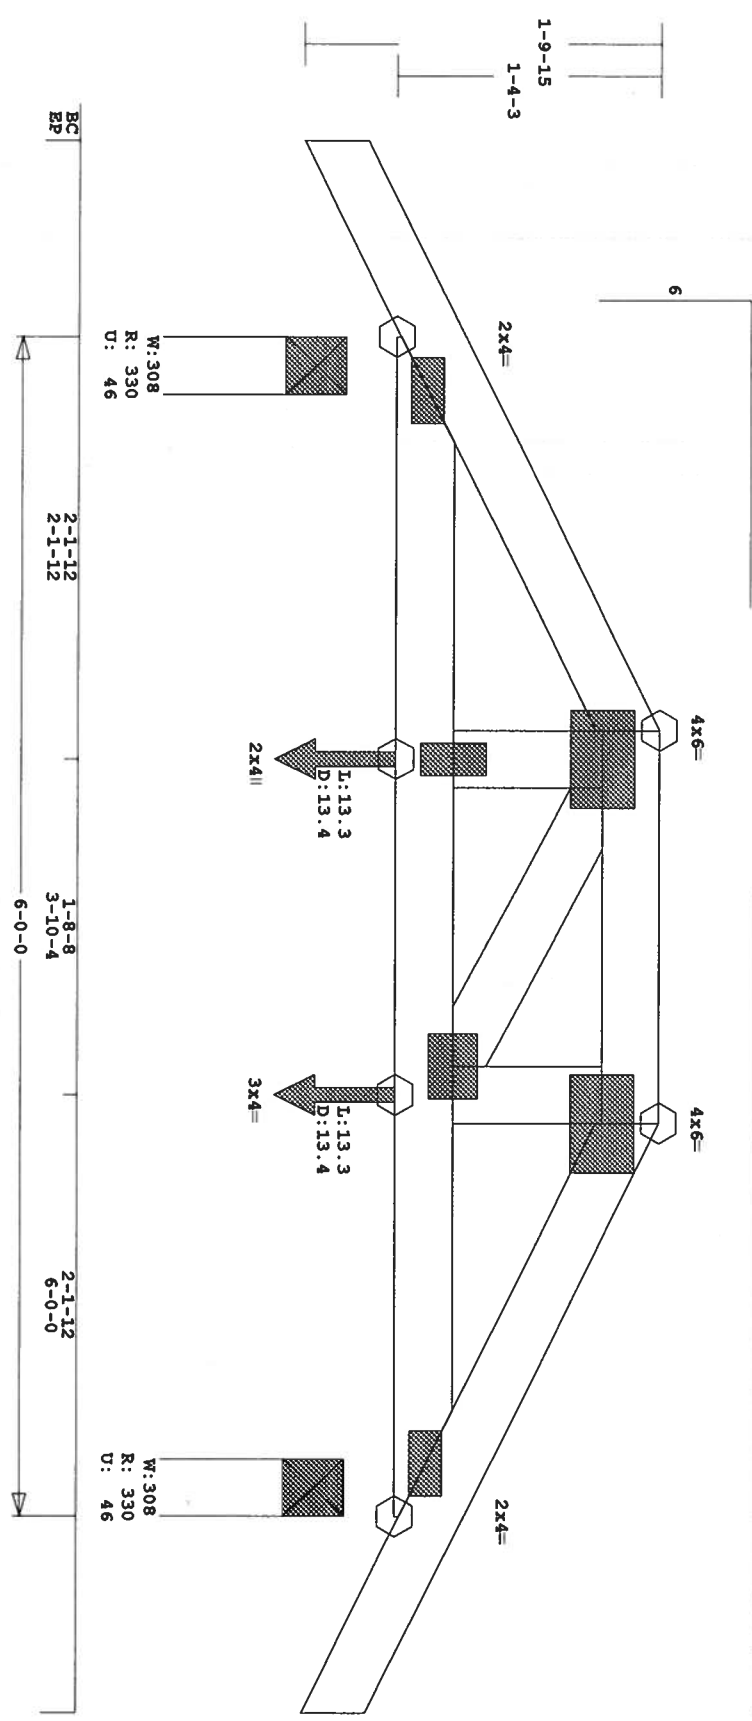 6
4x6=
4x6=
2x4=
2x4=
1-9-15
1-4-3
L:13.3
D:13.4
L:13.3
D:13.4
2x4=
3x4=
W:308
R: 330
U: 46
W:308
R: 330
U: 46
BC
EP
2-1-12
2-1-12
1-8-8
3-10-4
2-1-12
6-0-0
6-0-0